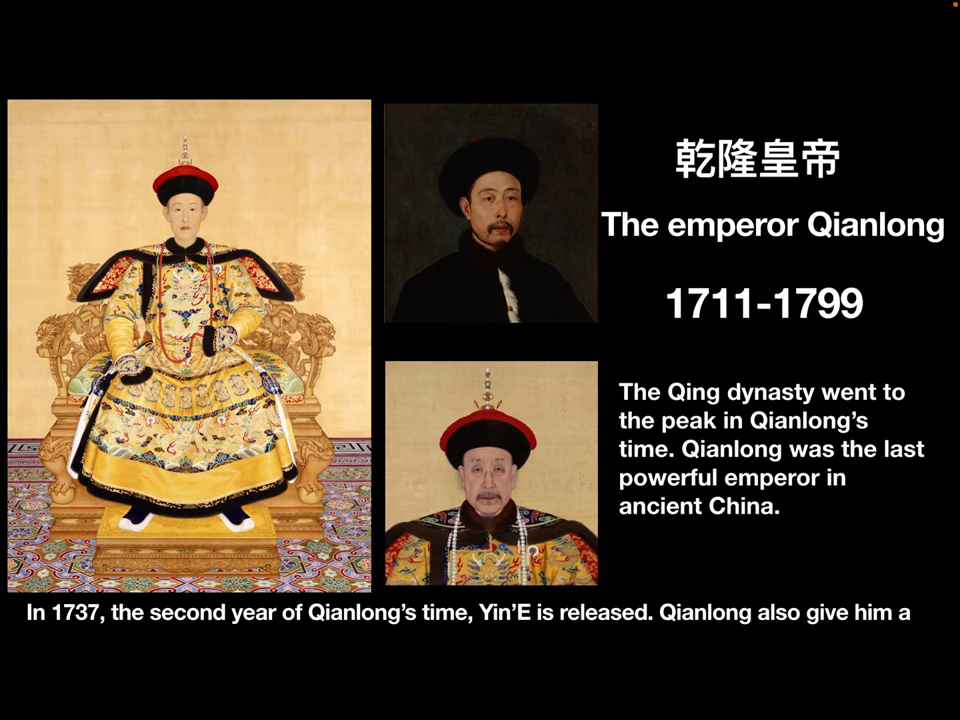 乾隆皇帝
The emperor Qianlong
1711-1799
The Qing dynasty went to
the peak in Qianlong’s
time. Qianlong was the last
powerful emperor in
ancient China.
In 1737, the second year of Qianlong’s time, Yin’E is released. Qianlong also give him a